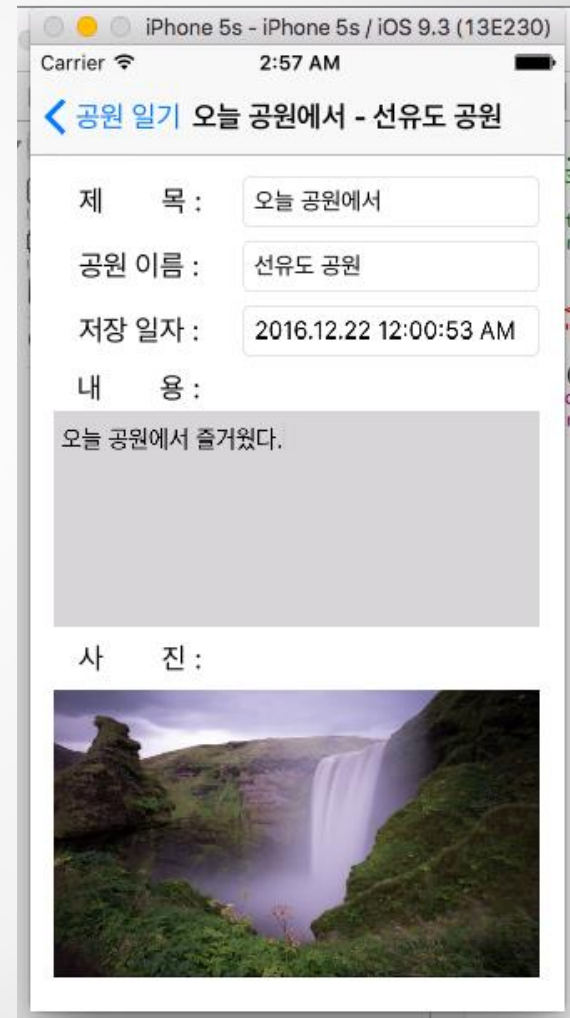 iPhone 5s - iPhone 5s / iOS 9.3 (13E230)
Carrier 2:57 AM
공원 일기 오늘 공원에서 - 선유도 공원
제 목 : 오늘 공원에서
공원 이름 : 선유도 공원
저장 일자 : 2016.12.22 12:00:53 AM
내 용 :
오늘 공원에서 즐거웠다.
사 진 :